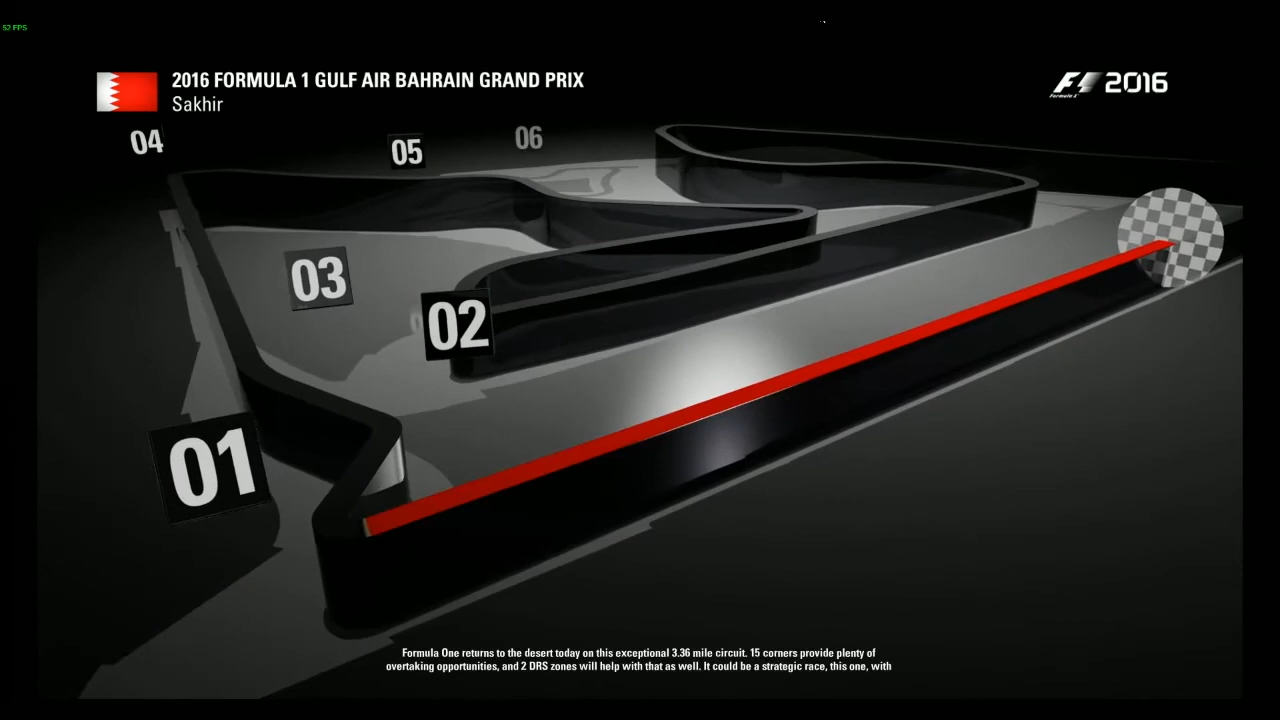 52 FPS
2016 FORMULA 1 GULF AIR BAHRAIN GRAND PRIX
Sakhir
F1 2016
Formula 1
04
05
06
03
02
01
Formula One returns to the desert today on this exceptional 3.36 mile circuit. 15 corners provide plenty of
overtaking opportunities, and 2 DRS zones will help with that as well. It could be a strategic race, this one, with